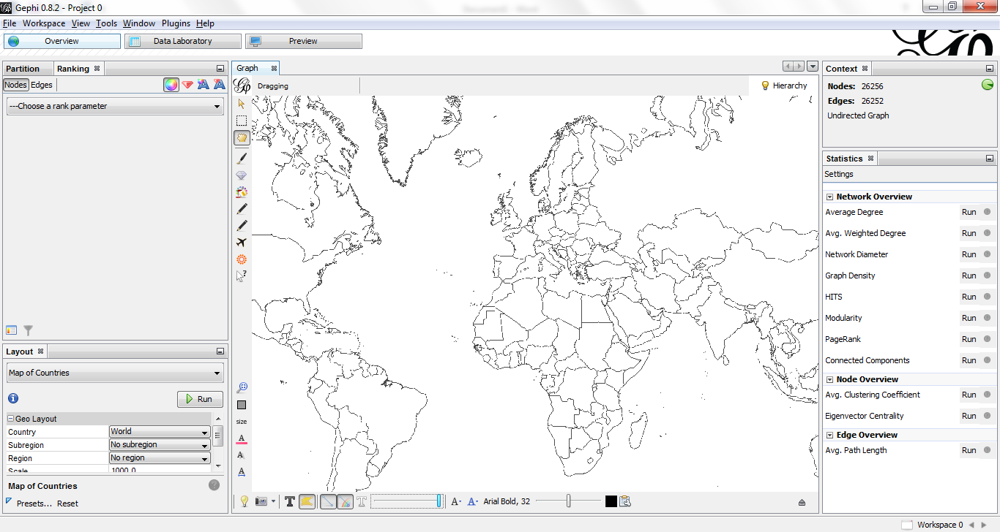 Gephi 0.8.2 - Project 0
File Workspace View Tools Window Plugins Help
Overview Data Laboratory Preview
Partition Ranking
Nodes Edges
---Choose a rank parameter
Layout
Map of Countries
Run
Geo Layout
Country World
Subregion No subregion
Region No region
Scale 1000.0
Map of Countries
Presets... Reset
Graph
Dragging
Hierarchy
size
A
A
A
T T A- A- Arial Bold, 32
Context
Nodes: 26256
Edges: 26252
Undirected Graph
Statistics
Settings
Network Overview
Average Degree Run
Avg. Weighted Degree Run
Network Diameter Run
Graph Density Run
HITS Run
Modularity Run
PageRank Run
Connected Components Run
Node Overview
Avg. Clustering Coefficient Run
Eigenvector Centrality Run
Edge Overview
Avg. Path Length Run
Workspace 0